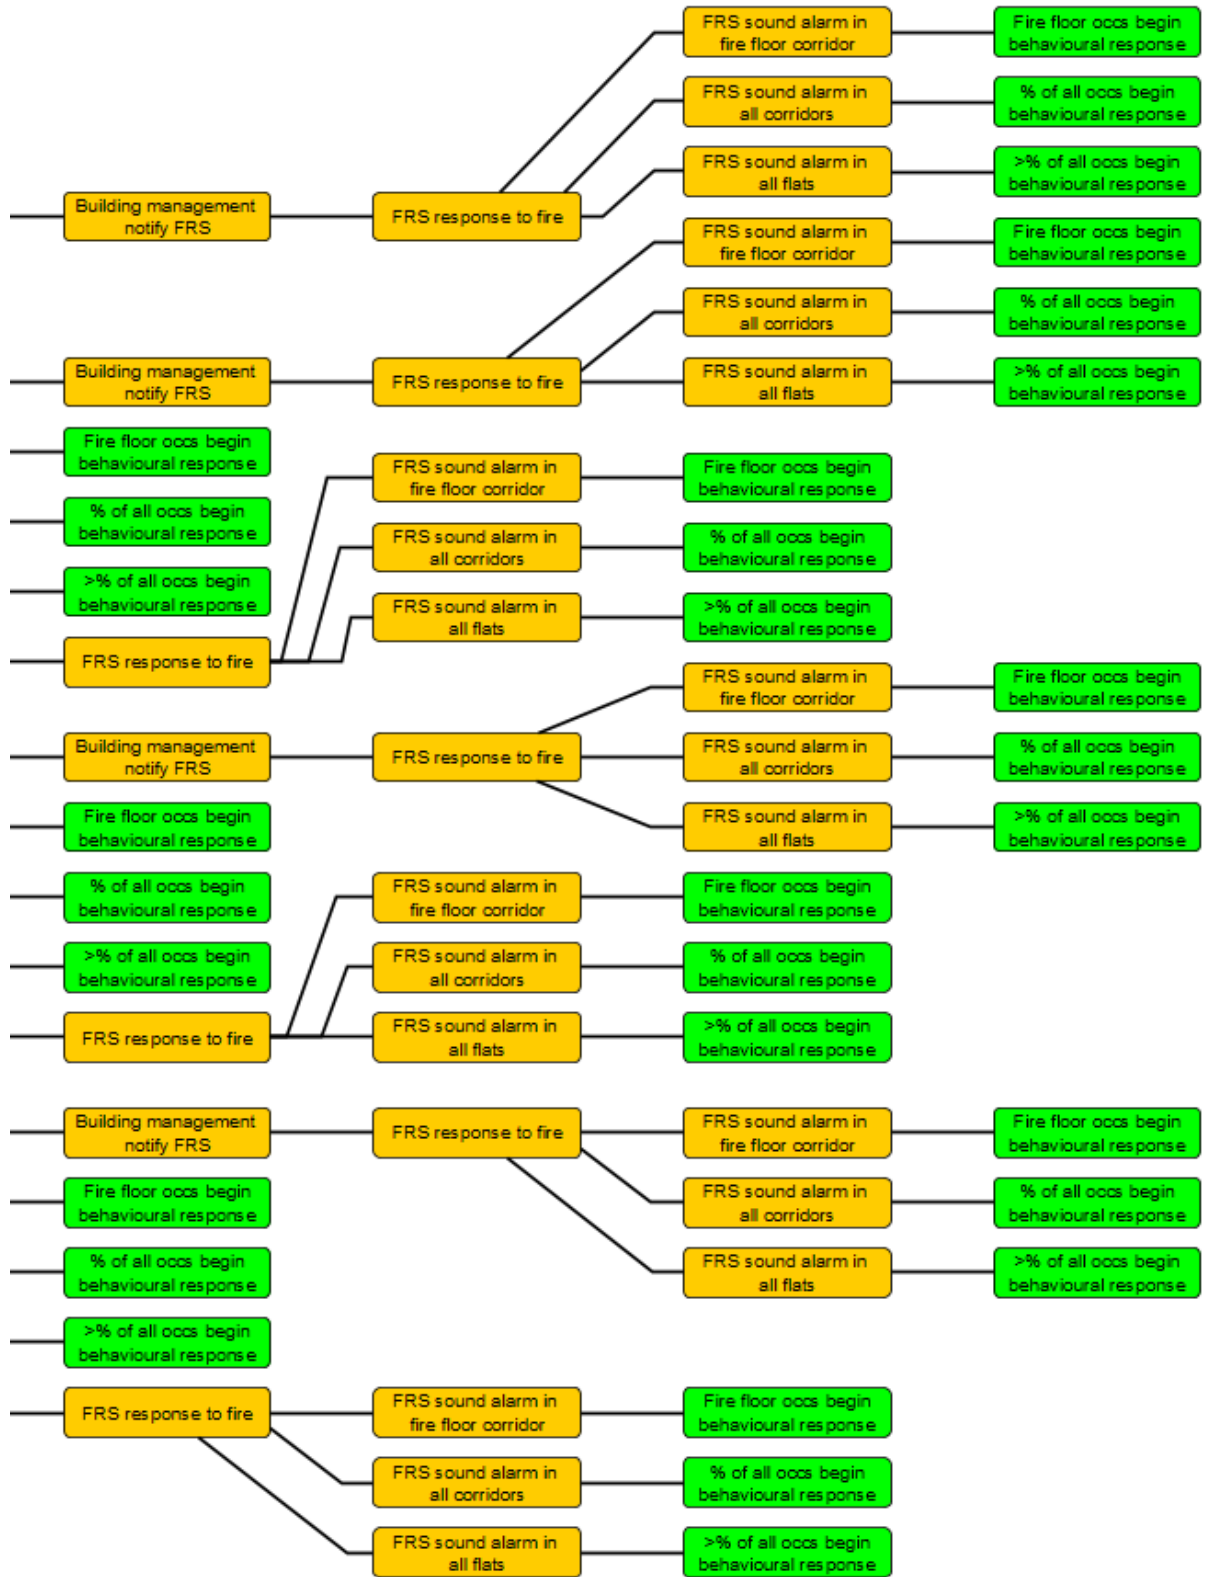 FRS sound alarm in
fire floor corridor
Fire floor occs begin
behavioural response
FRS sound alarm in
all corridors
% of all occs begin
behavioural response
FRS sound alarm in
all flats
>% of all occs begin
behavioural response
Building management
notify FRS
FRS response to fire
FRS sound alarm in
fire floor corridor
Fire floor occs begin
behavioural response
FRS sound alarm in
all corridors
% of all occs begin
behavioural response
Building management
notify FRS
FRS response to fire
FRS sound alarm in
all flats
>% of all occs begin
behavioural response
Fire floor occs begin
behavioural response
FRS sound alarm in
fire floor corridor
Fire floor occs begin
behavioural response
% of all occs begin
behavioural response
FRS sound alarm in
all corridors
% of all occs begin
behavioural response
>% of all occs begin
behavioural response
FRS sound alarm in
all flats
>% of all occs begin
behavioural response
FRS response to fire
FRS sound alarm in
fire floor corridor
Fire floor occs begin
behavioural response
Building management
notify FRS
FRS response to fire
FRS sound alarm in
all corridors
% of all occs begin
behavioural response
Fire floor occs begin
behavioural response
FRS sound alarm in
all flats
>% of all occs begin
behavioural response
% of all occs begin
behavioural response
FRS sound alarm in
fire floor corridor
Fire floor occs begin
behavioural response
>% of all occs begin
behavioural response
FRS sound alarm in
all corridors
% of all occs begin
behavioural response
FRS response to fire
FRS sound alarm in
all flats
>% of all occs begin
behavioural response
Building management
notify FRS
FRS response to fire
FRS sound alarm in
fire floor corridor
Fire floor occs begin
behavioural response
Fire floor occs begin
behavioural response
FRS sound alarm in
all corridors
% of all occs begin
behavioural response
% of all occs begin
behavioural response
FRS sound alarm in
all flats
>% of all occs begin
behavioural response
>% of all occs begin
behavioural response
FRS response to fire
FRS sound alarm in
fire floor corridor
Fire floor occs begin
behavioural response
FRS sound alarm in
all corridors
% of all occs begin
behavioural response
FRS sound alarm in
all flats
>% of all occs begin
behavioural response